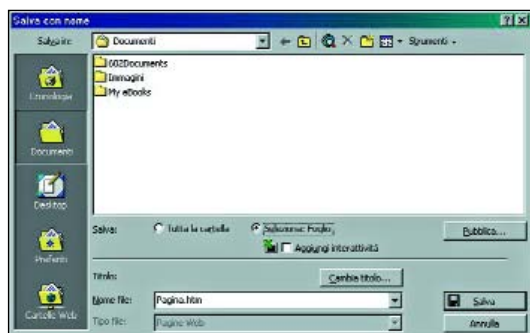 Salva con nome
Salva in: Documenti Strumenti
602Documents
Immagini
My eBooks
Cronologia
Documenti
Desktop
Preferiti
Cartelle Web
Salva: Tutta la cartella Selezione: Foglio Pubblica...
Aggiungi interattività
Titolo: Cambia titolo...
Nome file: Pagina.htm Salva
Tipo file: Pagine Web Annulla